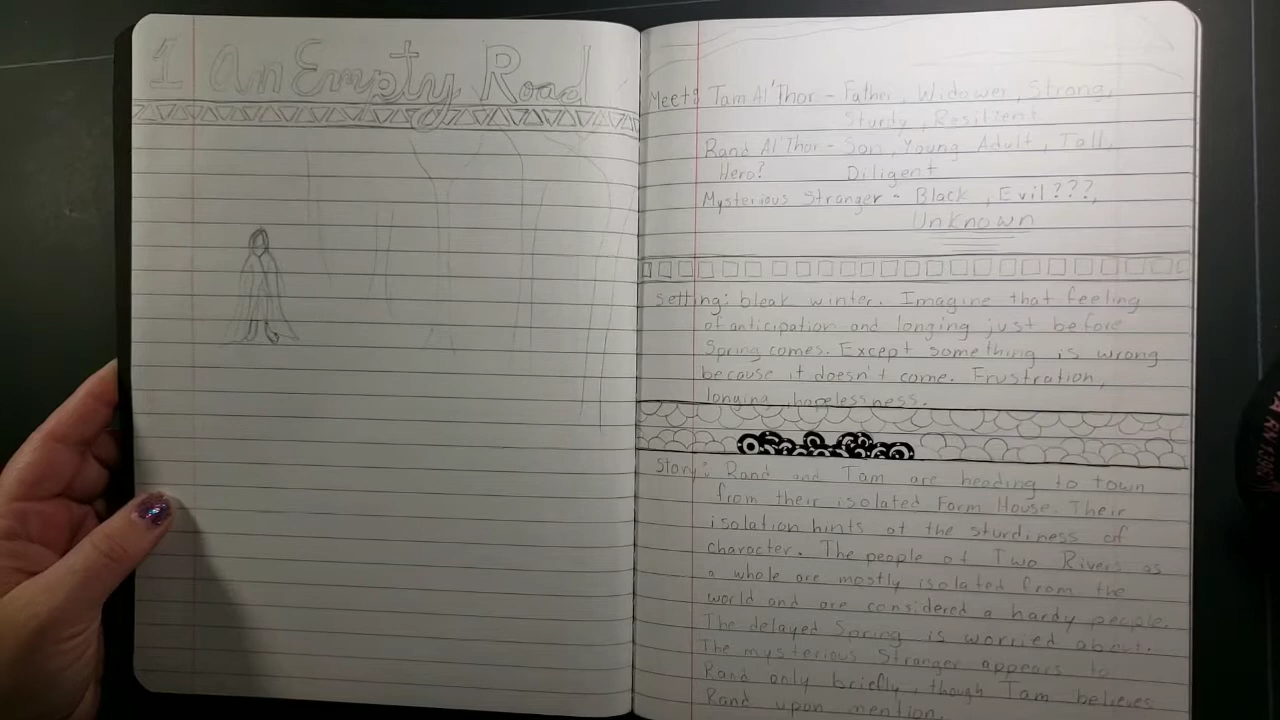 1 An Empty Road
Meet: Tam Al'Thor - Father, Widower, Strong,
Sturdy, Resilient
Rand Al'Thor - Son, Young Adult, Tall,
Hero? Diligent
Mysterious Stranger - Black, Evil???,
Unknown
Setting: bleak winter. Imagine that feeling
of anticipation and longing just before
Spring comes. Except something is wrong
because it doesn't come. Frustration,
longing, hopelessness.
Story: Rand and Tam are heading to town
from their isolated Farm House. Their
isolation hints at the sturdiness of
character. The people of Two Rivers as
a whole are mostly isolated from the
world and are considered a hardy people.
The delayed Spring is worried about.
The mysterious Stranger appears to
Rand only briefly, though Tam believes
Rand upon mention.